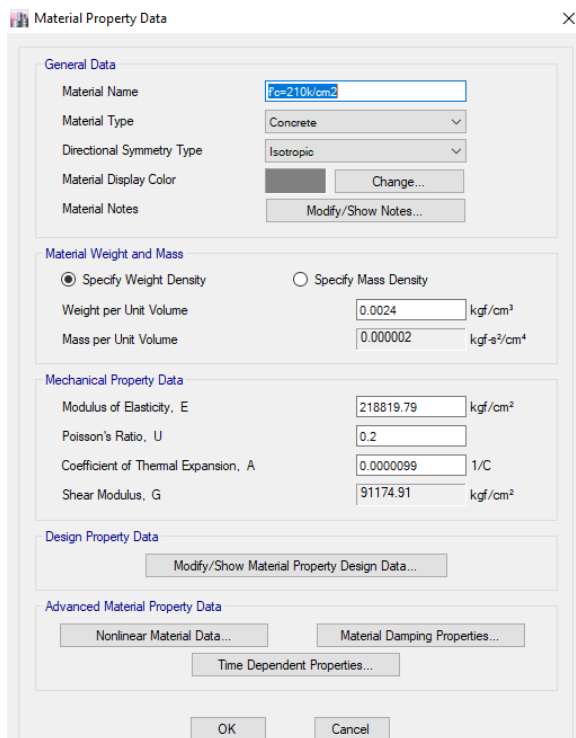 Material Property Data
General Data
Material Name f'c=210k/cm2
Material Type Concrete
Directional Symmetry Type Isotropic
Material Display Color Change...
Material Notes Modify/Show Notes...
Material Weight and Mass
Specify Weight Density Specify Mass Density
Weight per Unit Volume 0.0024 kgf/cm³
Mass per Unit Volume 0.000002 kgf-s²/cm⁴
Mechanical Property Data
Modulus of Elasticity, E 218819.79 kgf/cm²
Poisson's Ratio, U 0.2
Coefficient of Thermal Expansion, A 0.0000099 1/C
Shear Modulus, G 91174.91 kgf/cm²
Design Property Data
Modify/Show Material Property Design Data...
Advanced Material Property Data
Nonlinear Material Data... Material Damping Properties...
Time Dependent Properties...
OK Cancel